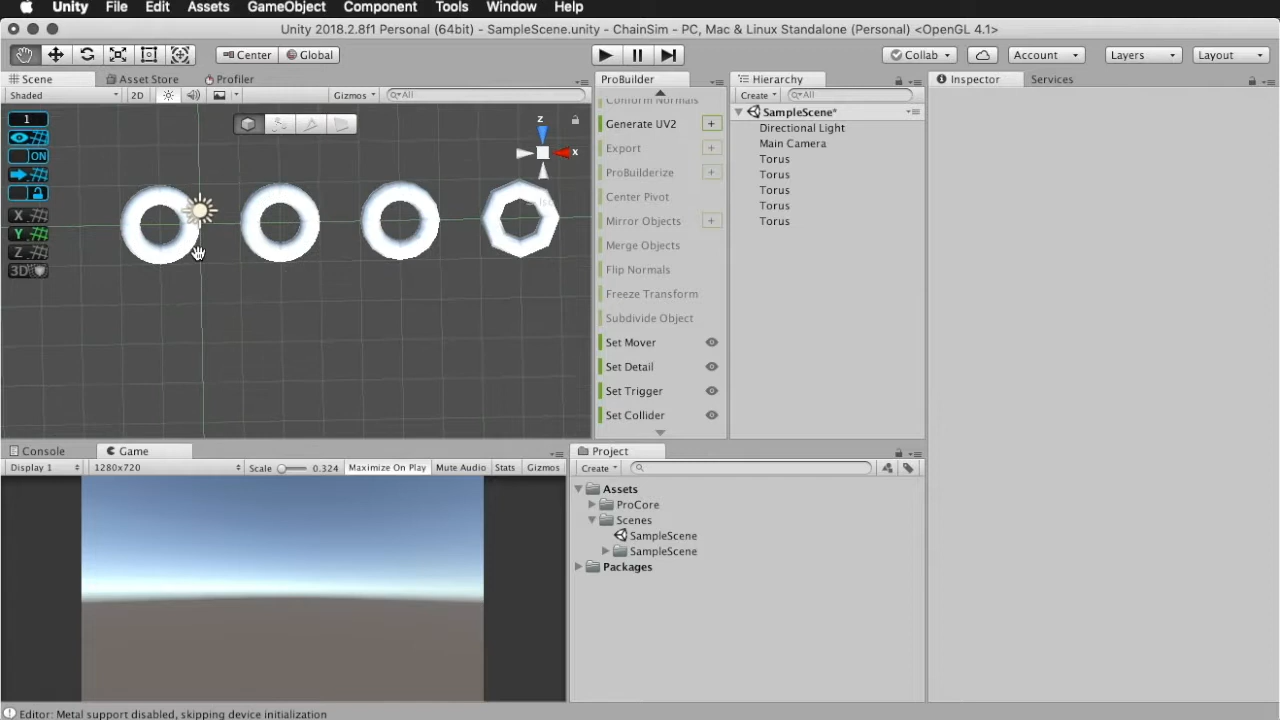 Unity File Edit Assets GameObject Component Tools Window Help
Unity 2018.2.8f1 Personal (64bit) - SampleScene.unity - ChainSim - PC, Mac & Linux Standalone (Personal) <OpenGL 4.1>
Center Global Collab Account Layers Layout
Scene Asset Store Profiler
Shaded 2D Gizmos All
1
ON
X
Y
Z
3D
z
x
Iso
ProBuilder
Conform Normals
Generate UV2 +
Export +
ProBuilderize +
Center Pivot
Mirror Objects +
Merge Objects
Flip Normals
Freeze Transform
Subdivide Object
Set Mover
Set Detail
Set Trigger
Set Collider
Hierarchy
Create All
SampleScene*
Directional Light
Main Camera
Torus
Torus
Torus
Torus
Torus
Inspector Services
Console Game
Display 1 1280x720 Scale 0.324 Maximize On Play Mute Audio Stats Gizmos
Project
Create
Assets
ProCore
Scenes
SampleScene
SampleScene
Packages
Editor: Metal support disabled, skipping device initialization